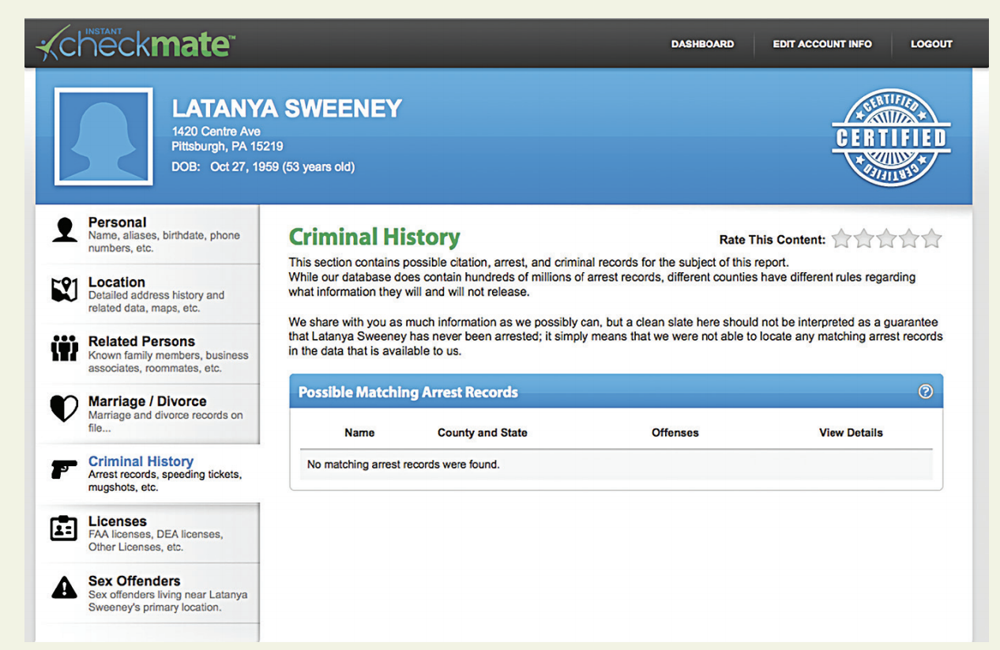 INSTANT
checkmate™
DASHBOARD
EDIT ACCOUNT INFO
LOGOUT
LATANYA SWEENEY
1420 Centre Ave
Pittsburgh, PA 15219
DOB: Oct 27, 1959 (53 years old)
CERTIFIED
CERTIFIED
CERTIFIED
Personal
Name, aliases, birthdate, phone
numbers, etc.
Location
Detailed address history and
related data, maps, etc.
Related Persons
Known family members, business
associates, roommates, etc.
Marriage / Divorce
Marriage and divorce records on
file...
Criminal History
Arrest records, speeding tickets,
mugshots, etc.
Licenses
FAA licenses, DEA licenses,
Other Licenses, etc.
Sex Offenders
Sex offenders living near Latanya
Sweeney's primary location.
Criminal History
Rate This Content:
This section contains possible citation, arrest, and criminal records for the subject of this report.
While our database does contain hundreds of millions of arrest records, different counties have different rules regarding
what information they will and will not release.
We share with you as much information as we possibly can, but a clean slate here should not be interpreted as a guarantee
that Latanya Sweeney has never been arrested; it simply means that we were not able to locate any matching arrest records
in the data that is available to us.
Possible Matching Arrest Records
?
Name County and State Offenses View Details
No matching arrest records were found.